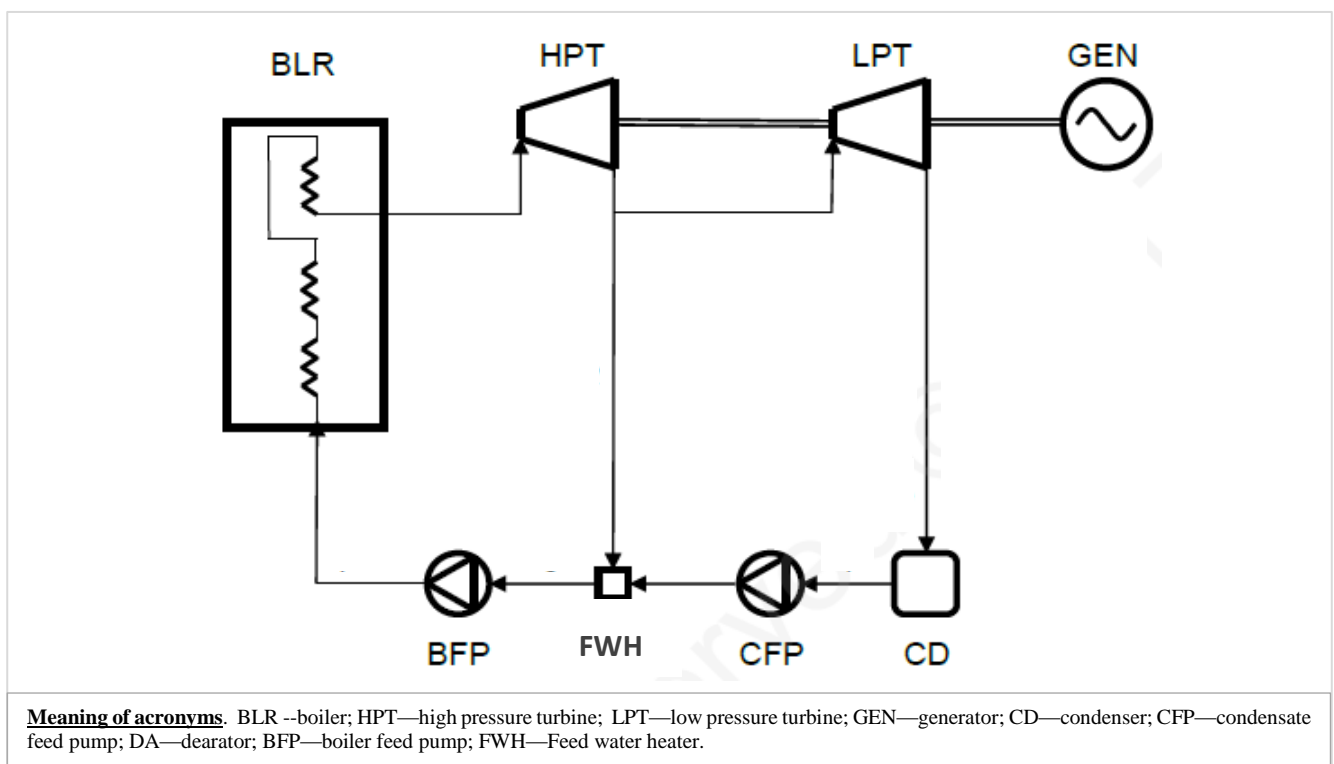 BLR
HPT
LPT
GEN
BFP
FWH
CFP
CD
Meaning of acronyms. BLR --boiler; HPT—high pressure turbine; LPT—low pressure turbine; GEN—generator; CD—condenser; CFP—condensate
feed pump; DA—dearator; BFP—boiler feed pump; FWH—Feed water heater.